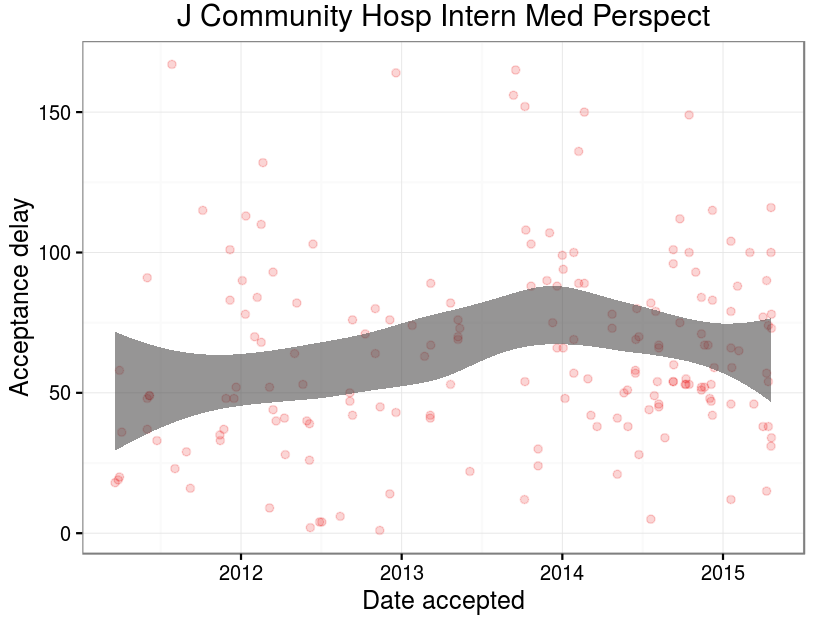 J Community Hosp Intern Med Perspect
Acceptance delay
150
100
50
0
2012 2013 2014 2015
Date accepted